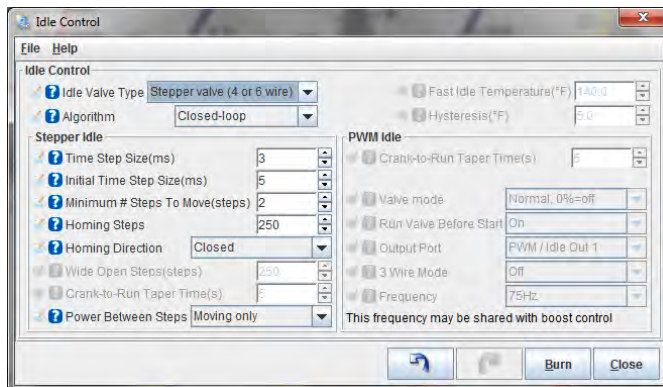 Idle Control
File Help
Idle Control
Idle Valve Type Stepper valve (4 or 6 wire)
Algorithm Closed-loop
Fast Idle Temperature(°F) 140.0
Hysteresis(°F) 5.0
Stepper Idle
Time Step Size(ms) 3
Initial Time Step Size(ms) 5
Minimum # Steps To Move(steps) 2
Homing Steps 250
Homing Direction Closed
Wide Open Steps(steps) 250
Crank-to-Run Taper Time(s) 5
Power Between Steps Moving only
PWM Idle
Crank-to-Run Taper Time(s) 5
Valve mode Normal, 0%=off
Run Valve Before Start On
Output Port PWM / Idle Out 1
3 Wire Mode Off
Frequency 75Hz
This frequency may be shared with boost control
Burn
Close